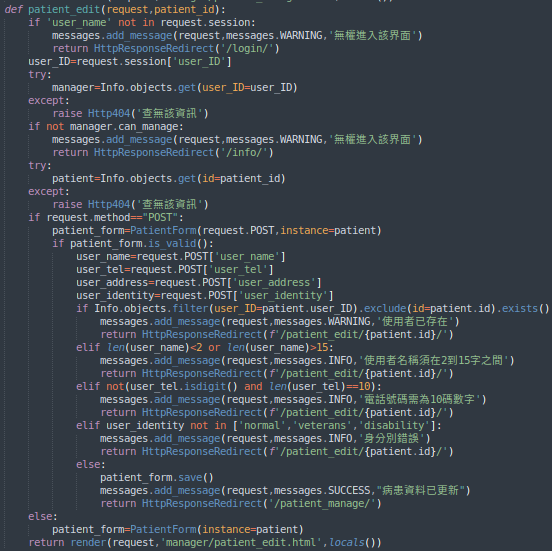 def patient_edit(request,patient_id):
    if 'user_name' not in request.session:
        messages.add_message(request,messages.WARNING,'無權進入該界面')
        return HttpResponseRedirect('/login/')
    user_ID=request.session['user_ID']
    try:
        manager=Info.objects.get(user_ID=user_ID)
    except:
        raise Http404('查無該資訊')
    if not manager.can_manage:
        messages.add_message(request,messages.WARNING,'無權進入該界面')
        return HttpResponseRedirect('/info/')
    try:
        patient=Info.objects.get(id=patient_id)
    except:
        raise Http404('查無該資訊')
    if request.method=="POST":
        patient_form=PatientForm(request.POST,instance=patient)
        if patient_form.is_valid():
            user_name=request.POST['user_name']
            user_tel=request.POST['user_tel']
            user_address=request.POST['user_address']
            user_identity=request.POST['user_identity']
            if Info.objects.filter(user_ID=patient.user_ID).exclude(id=patient.id).exists()
                messages.add_message(request,messages.WARNING,'使用者已存在')
                return HttpResponseRedirect(f'/patient_edit/{patient.id}/')
            elif len(user_name)<2 or len(user_name)>15:
                messages.add_message(request,messages.INFO,'使用者名稱須在2到15字之間')
                return HttpResponseRedirect(f'/patient_edit/{patient.id}/')
            elif not(user_tel.isdigit() and len(user_tel)==10):
                messages.add_message(request,messages.INFO,'電話號碼需為10碼數字')
                return HttpResponseRedirect(f'/patient_edit/{patient.id}/')
            elif user_identity not in ['normal','veterans','disability']:
                messages.add_message(request,messages.INFO,'身分別錯誤')
                return HttpResponseRedirect(f'/patient_edit/{patient.id}/')
            else:
                patient_form.save()
                messages.add_message(request,messages.SUCCESS,"病患資料已更新")
                return HttpResponseRedirect('/patient_manage/')
    else:
        patient_form=PatientForm(instance=patient)
    return render(request,'manager/patient_edit.html',locals())